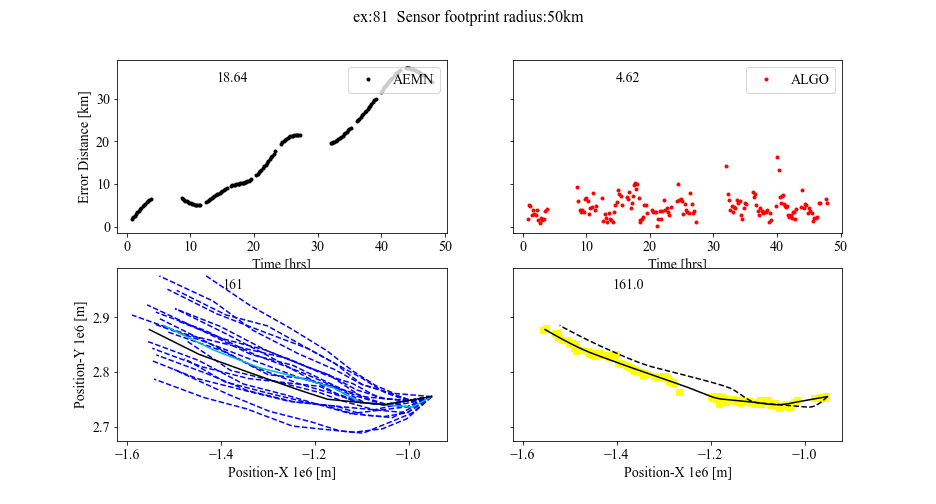 ex:81  Sensor footprint radius:50km
18.64
AEMN
4.62
ALGO
Error Distance [km]
30
20
10
0
0 10 20 30 40 50
0 10 20 30 40 50
Time [hrs]
Time [hrs]
161
161.0
Position-Y 1e6 [m]
2.9
2.8
2.7
−1.6 −1.4 −1.2 −1.0
−1.6 −1.4 −1.2 −1.0
Position-X 1e6 [m]
Position-X 1e6 [m]